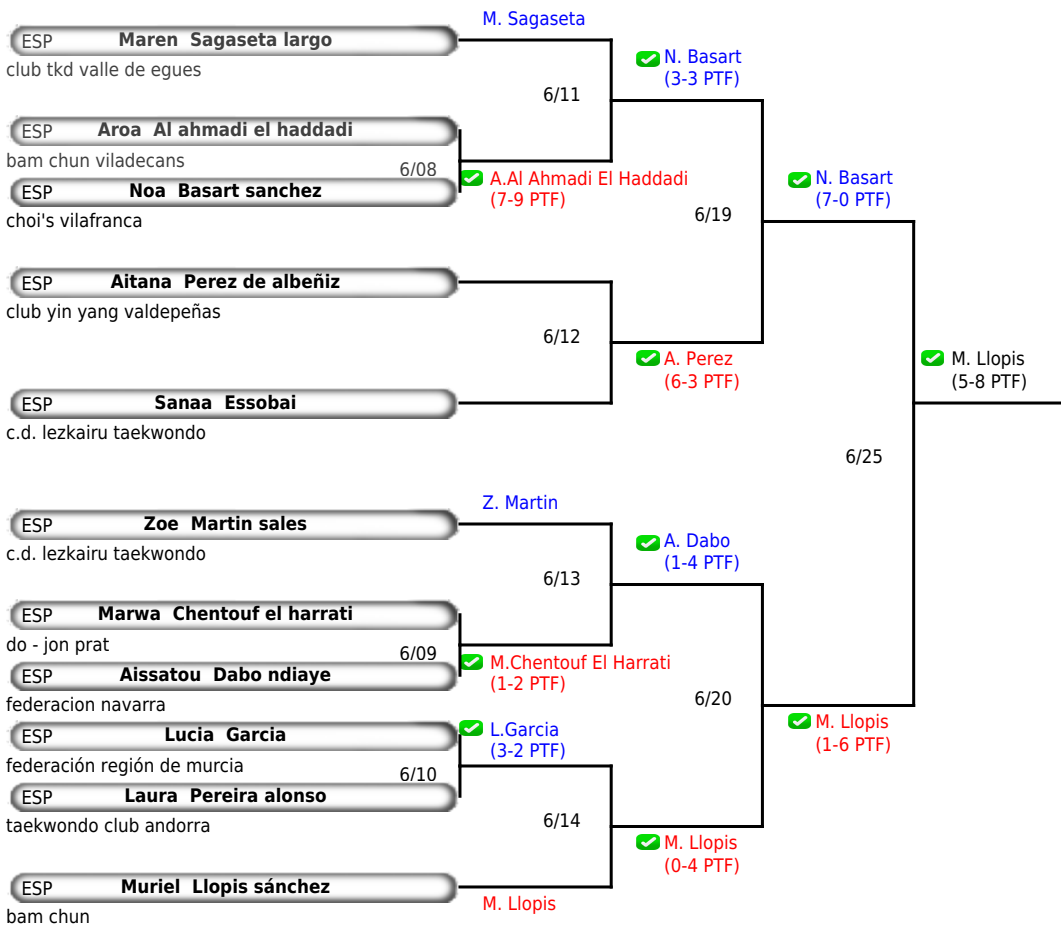 M. Sagaseta
ESP Maren Sagaseta largo
club tkd valle de egues
N. Basart
(3-3 PTF)
6/11
ESP Aroa Al ahmadi el haddadi
bam chun viladecans
6/08
A.Al Ahmadi El Haddadi
(7-9 PTF)
ESP Noa Basart sanchez
choi's vilafranca
N. Basart
(7-0 PTF)
6/19
ESP Aitana Perez de albeñiz
club yin yang valdepeñas
6/12
A. Perez
(6-3 PTF)
M. Llopis
(5-8 PTF)
ESP Sanaa Essobai
c.d. lezkairu taekwondo
6/25
Z. Martin
ESP Zoe Martin sales
c.d. lezkairu taekwondo
A. Dabo
(1-4 PTF)
6/13
ESP Marwa Chentouf el harrati
do - jon prat
6/09
M.Chentouf El Harrati
(1-2 PTF)
ESP Aissatou Dabo ndiaye
federacion navarra
6/20
M. Llopis
(1-6 PTF)
ESP Lucia Garcia
L.Garcia
(3-2 PTF)
federación región de murcia
6/10
ESP Laura Pereira alonso
taekwondo club andorra
6/14
M. Llopis
(0-4 PTF)
ESP Muriel Llopis sánchez
M. Llopis
bam chun